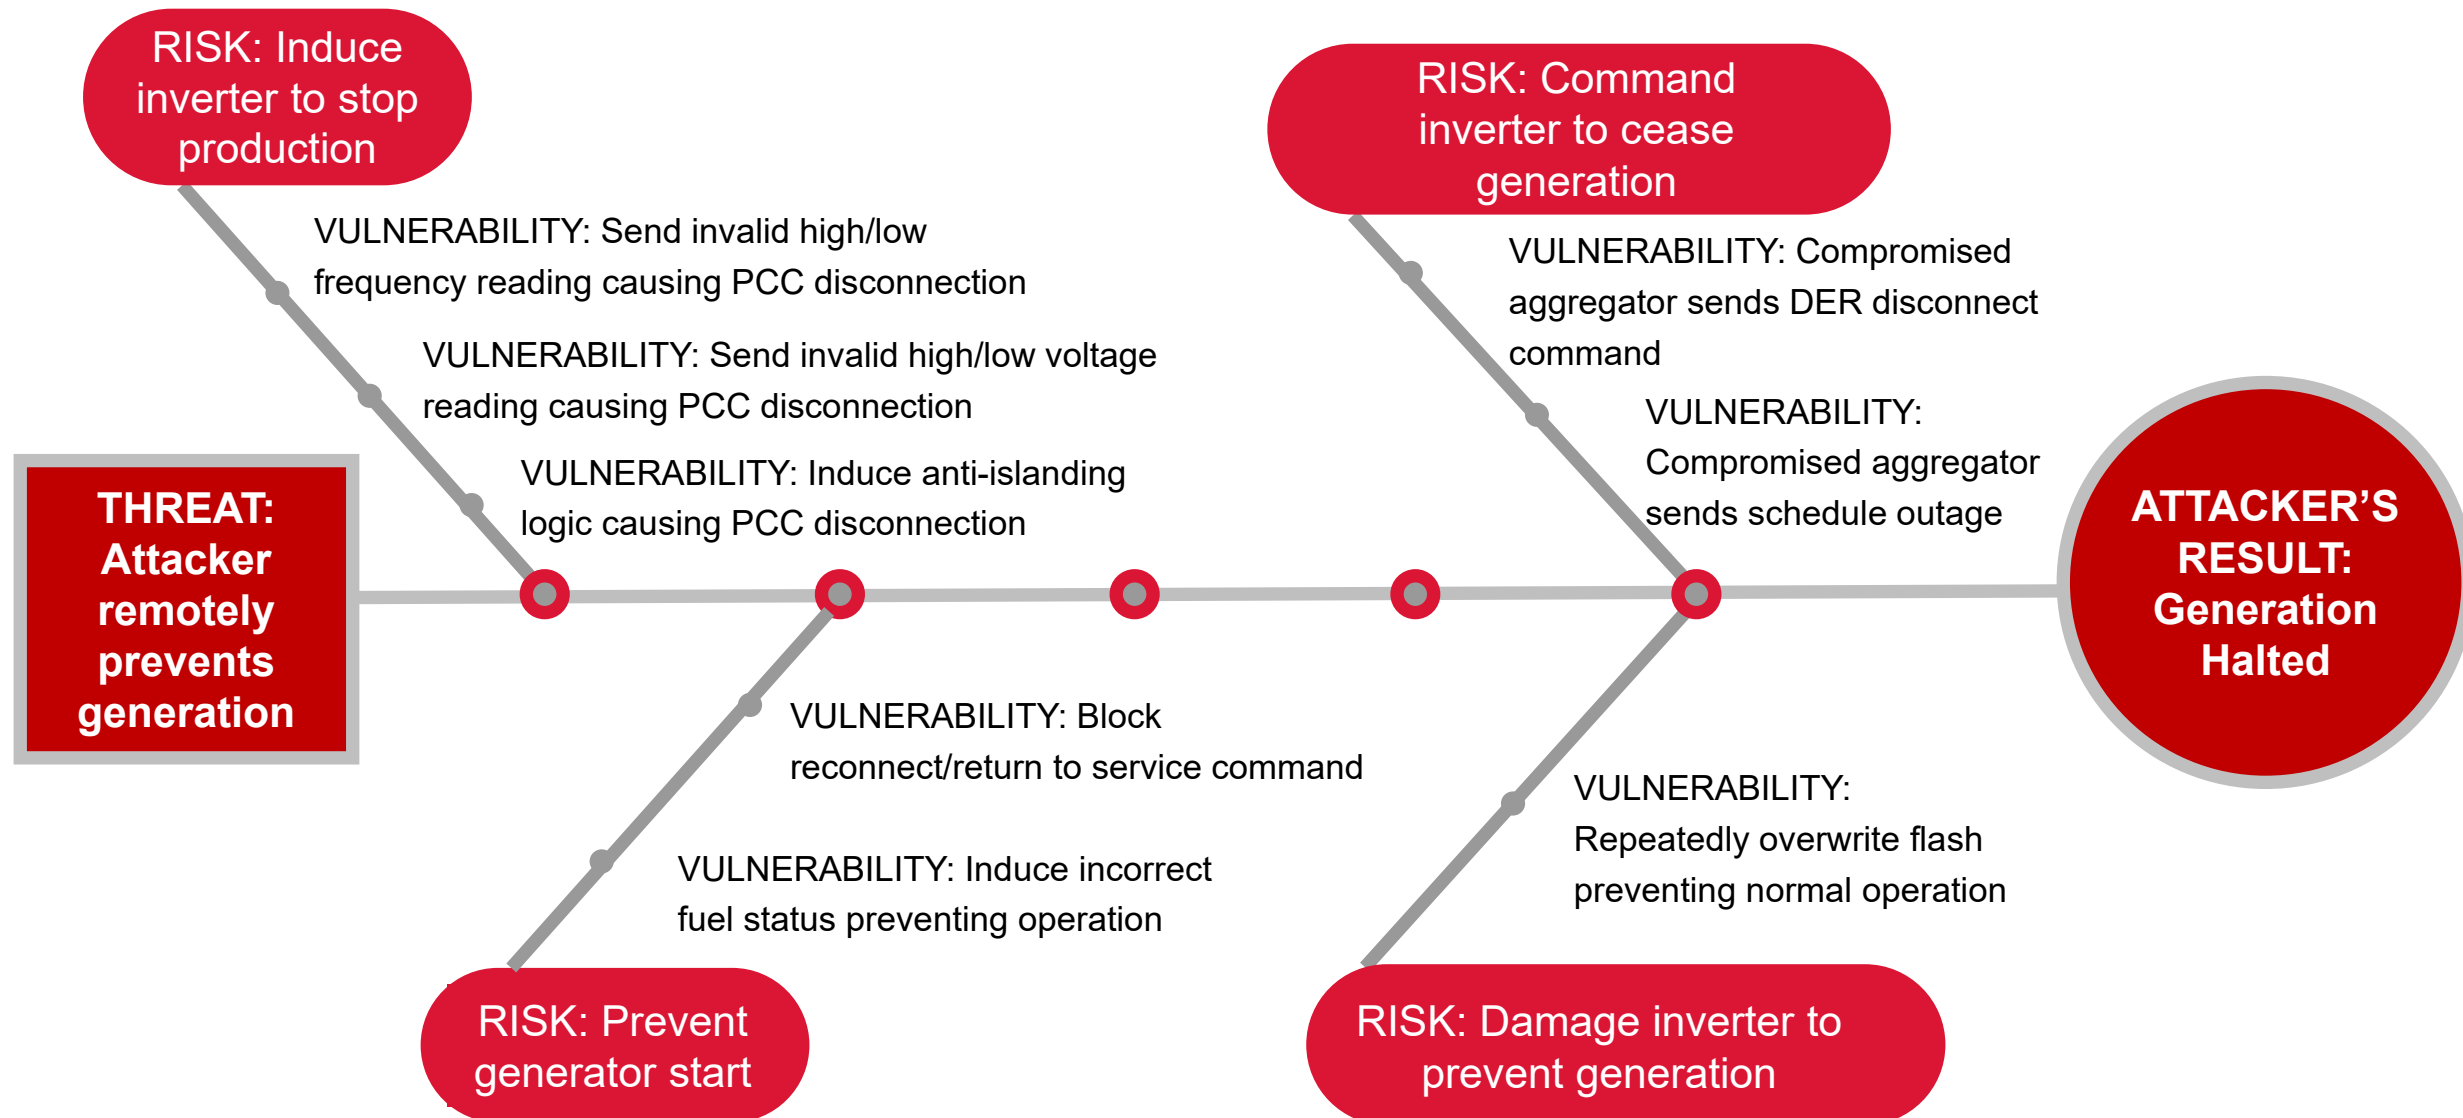 RISK: Induce
inverter to stop
production
RISK: Command
inverter to cease
generation
VULNERABILITY: Send invalid high/low
frequency reading causing PCC disconnection
VULNERABILITY: Send invalid high/low voltage
reading causing PCC disconnection
VULNERABILITY: Induce anti-islanding
logic causing PCC disconnection
VULNERABILITY: Compromised
aggregator sends DER disconnect
command
VULNERABILITY:
Compromised aggregator
sends schedule outage
THREAT:
Attacker
remotely
prevents
generation
ATTACKER’S
RESULT:
Generation
Halted
VULNERABILITY: Block
reconnect/return to service command
VULNERABILITY: Induce incorrect
fuel status preventing operation
VULNERABILITY:
Repeatedly overwrite flash
preventing normal operation
RISK: Prevent
generator start
RISK: Damage inverter to
prevent generation